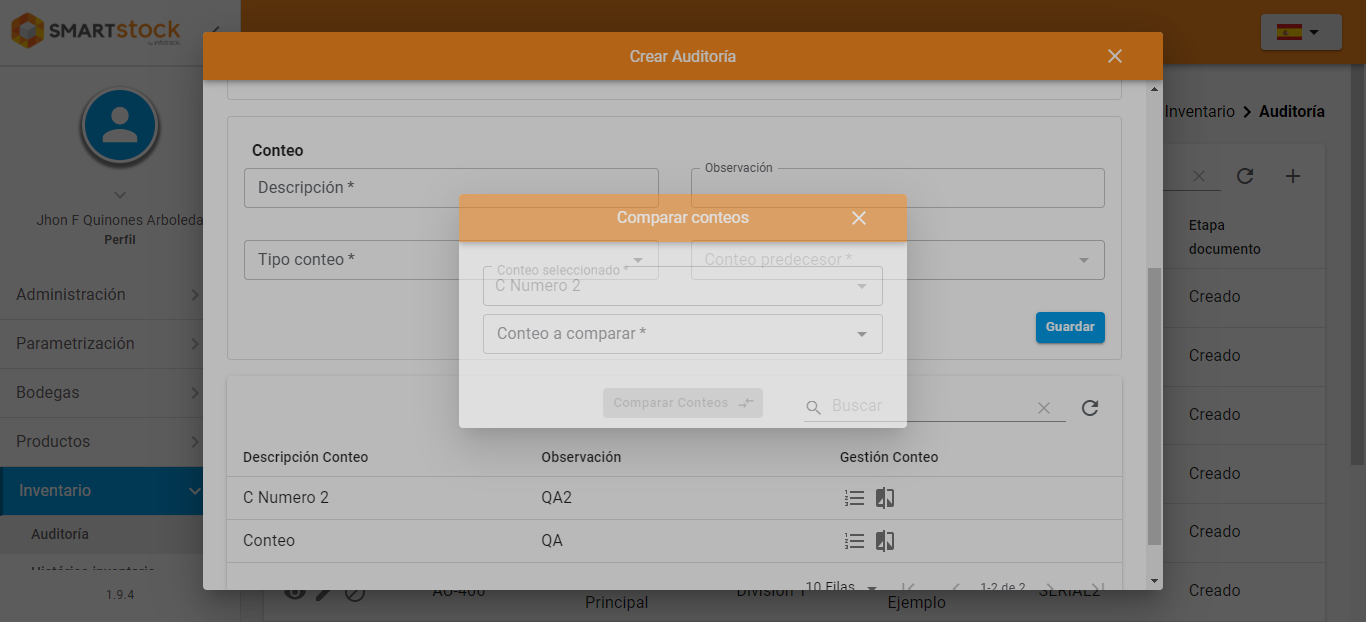 SMARTstock
Crear Auditoría
Inventario > Auditoría
Conteo
Descripción *
Observación
Comparar conteos
Tipo conteo *
Conteo predecesor *
Conteo seleccionado *
C Numero 2
Conteo a comparar *
Guardar
Comparar Conteos
Buscar
Jhon F Quinones Arboleda
Perfil
Administración
Parametrización
Bodegas
Productos
Inventario
Auditoría
Histórico inventario
1.9.4
Etapa
documento
Creado
Creado
Creado
Creado
Creado
Creado
Descripción Conteo Observación Gestión Conteo
C Numero 2 QA2
Conteo QA
10 Filas 1-2 de 2
AU-400 Principal División 1 Ejemplo SERIAL2